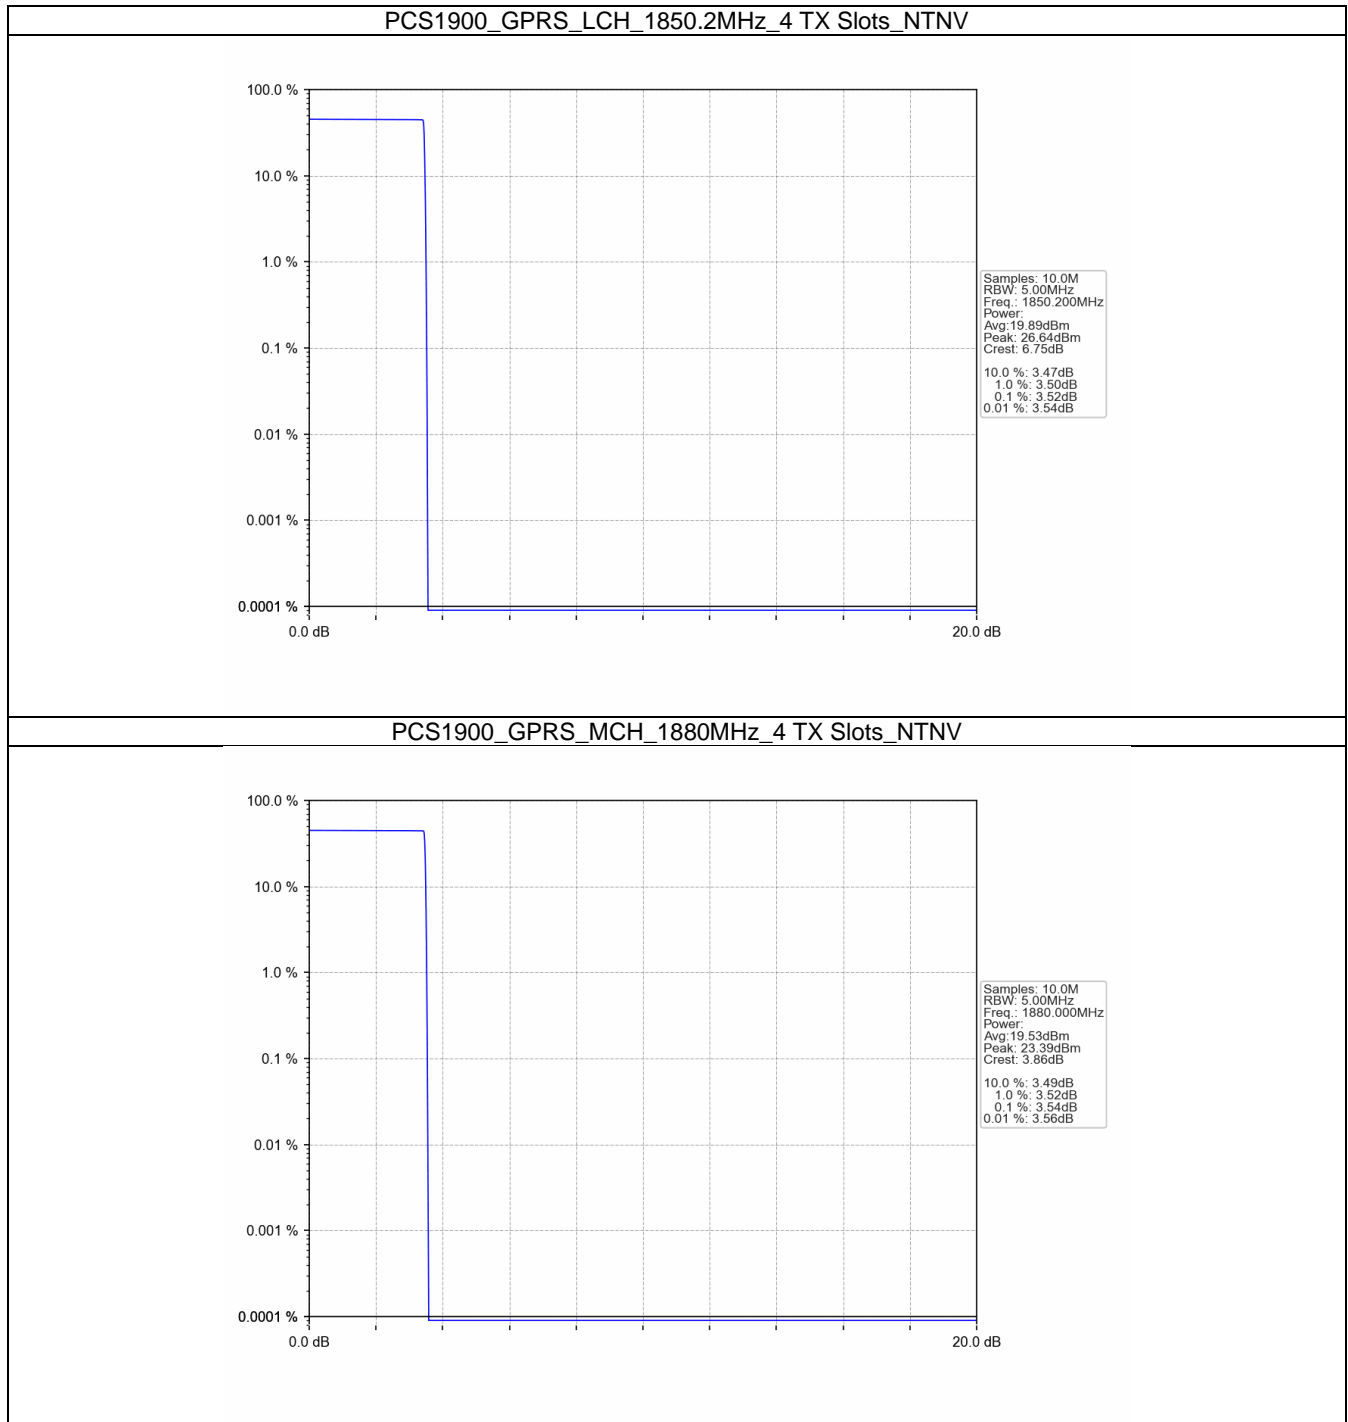 PCS1900_GPRS_LCH_1850.2MHz_4 TX Slots_NTNV
100.0 %
10.0 %
1.0 %
0.1 %
0.01 %
0.001 %
0.0001 %
0.0 dB
20.0 dB
Samples: 10.0M
RBW: 5.00MHz
Freq.: 1850.200MHz
Power:
Avg:19.89dBm
Peak: 26.64dBm
Crest: 6.75dB
10.0 %: 3.47dB
1.0 %: 3.50dB
0.1 %: 3.52dB
0.01 %: 3.54dB
PCS1900_GPRS_MCH_1880MHz_4 TX Slots_NTNV
100.0 %
10.0 %
1.0 %
0.1 %
0.01 %
0.001 %
0.0001 %
0.0 dB
20.0 dB
Samples: 10.0M
RBW: 5.00MHz
Freq.: 1880.000MHz
Power:
Avg:19.53dBm
Peak: 23.39dBm
Crest: 3.86dB
10.0 %: 3.49dB
1.0 %: 3.52dB
0.1 %: 3.54dB
0.01 %: 3.56dB